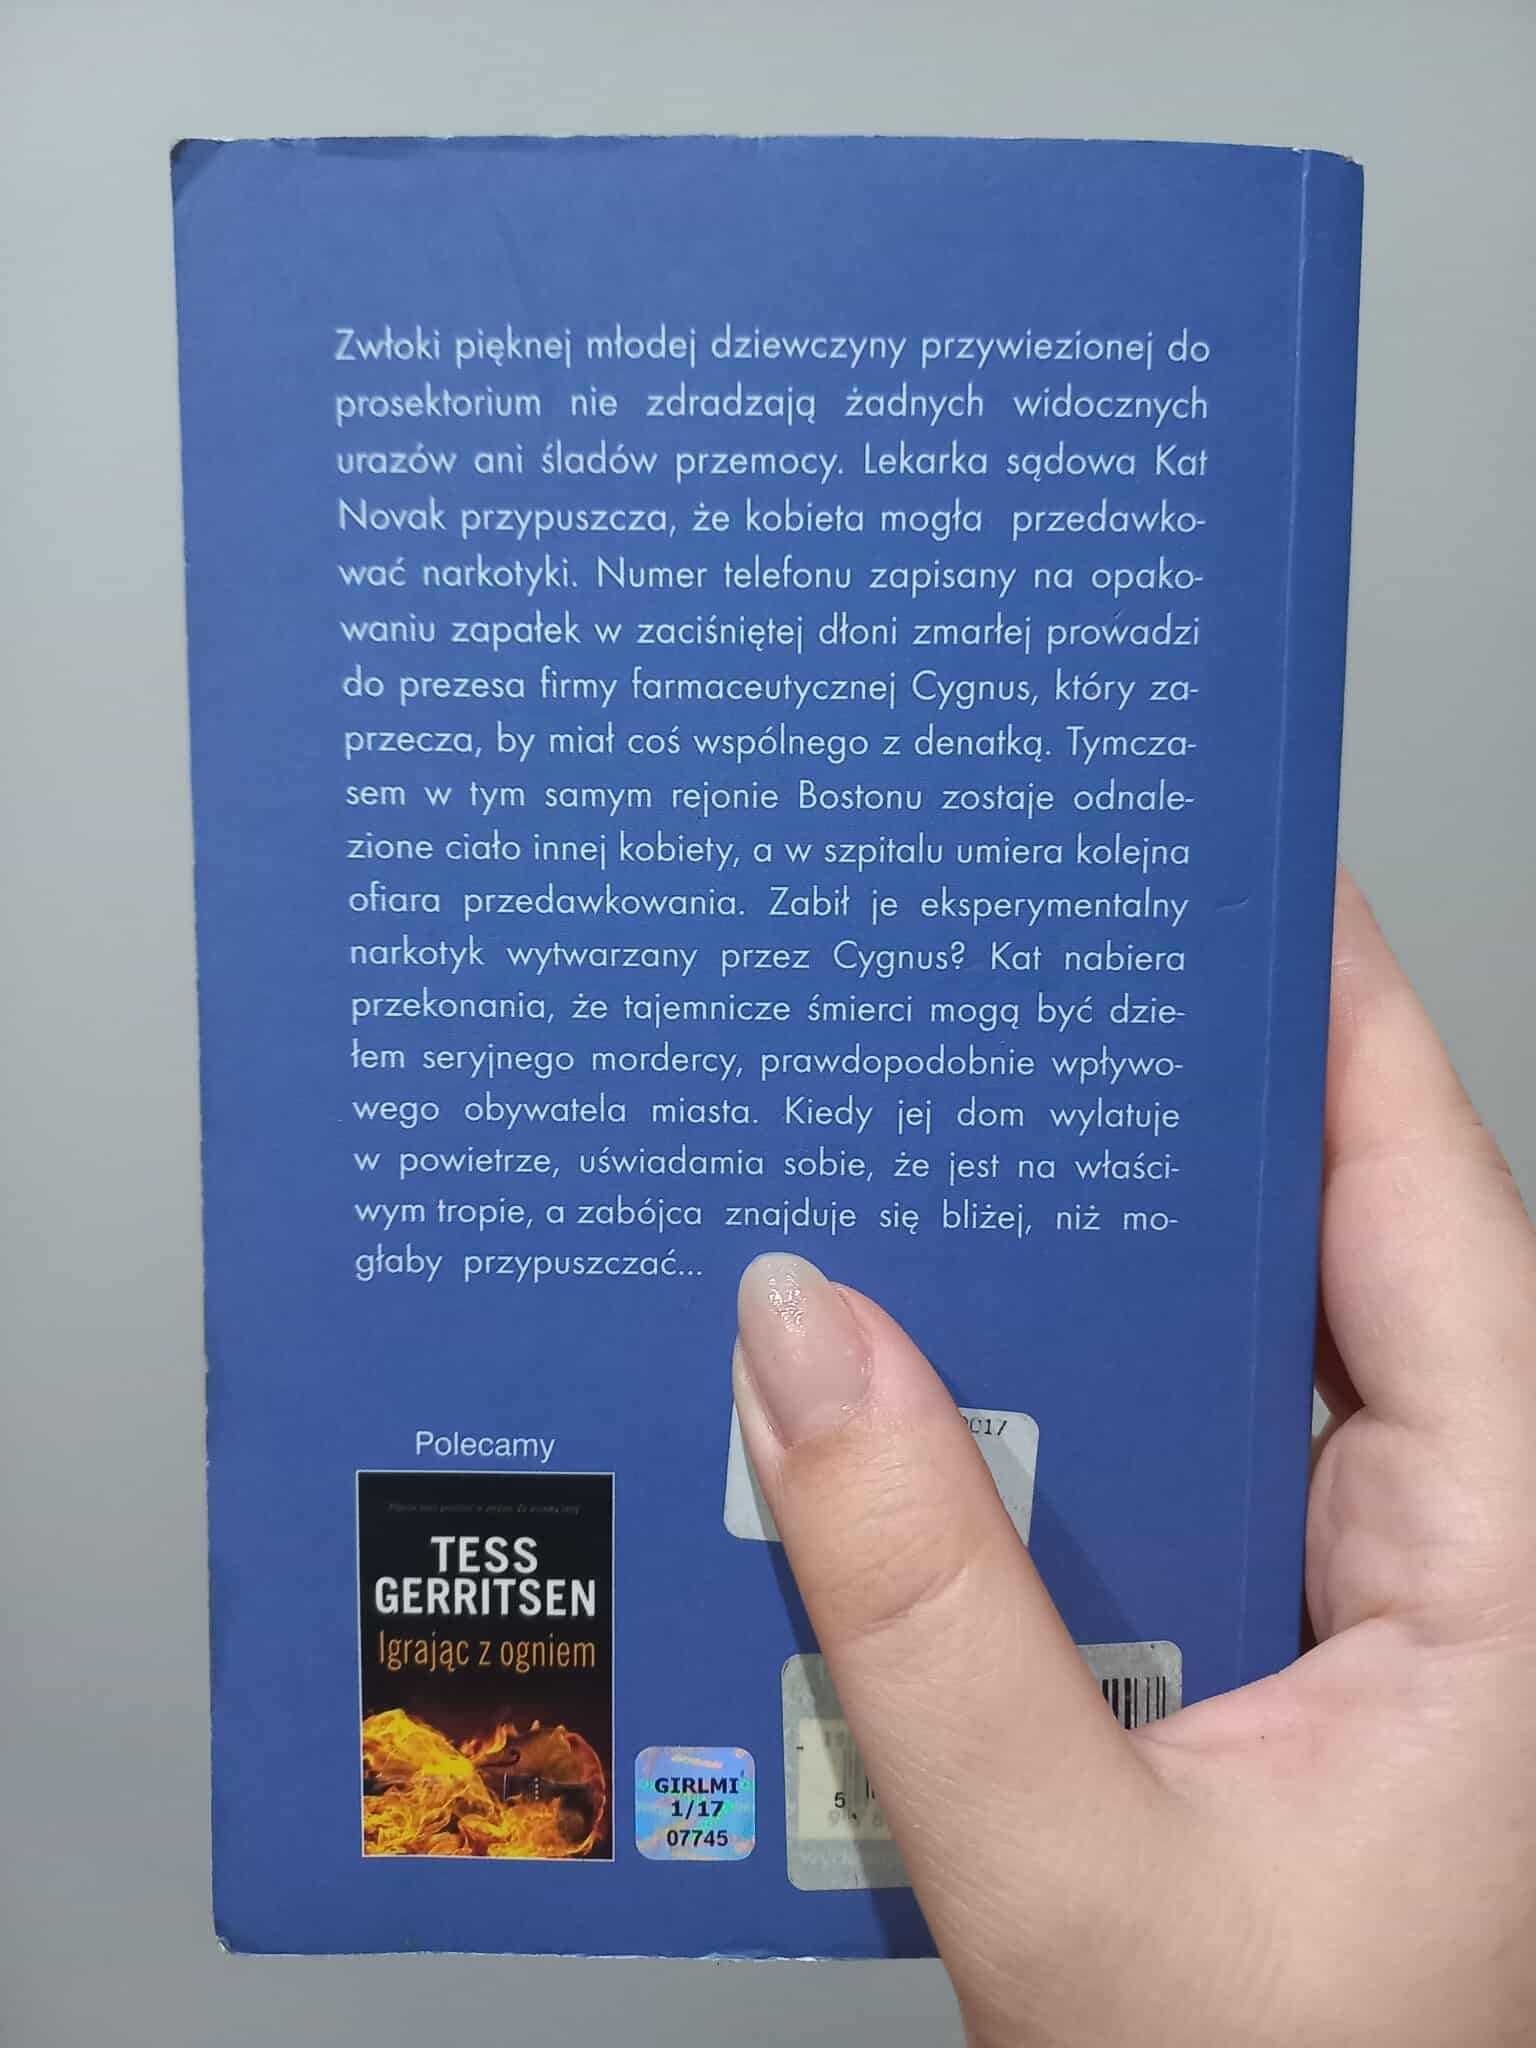 Zwłoki pięknej młodej dziewczyny przywiezionej do
prosektorium nie zdradzają żadnych widocznych
urazów ani śladów przemocy. Lekarka sądowa Kat
Novak przypuszcza, że kobieta mogła przedawko-
wać narkotyki. Numer telefonu zapisany na opako-
waniu zapałek w zaciśniętej dłoni zmarłej prowadzi
do prezesa firmy farmaceutycznej Cygnus, który za-
przecza, by miał coś wspólnego z denatką. Tymcza-
sem w tym samym rejonie Bostonu zostaje odnale-
zione ciało innej kobiety, a w szpitalu umiera kolejna
ofiara przedawkowania. Zabił je eksperymentalny
narkotyk wytwarzany przez Cygnus? Kat nabiera
przekonania, że tajemnicze śmierci mogą być dzie-
łem seryjnego mordercy, prawdopodobnie wpływo-
wego obywatela miasta. Kiedy jej dom wylatuje
w powietrze, uświadamia sobie, że jest na właści-
wym tropie, a zabójca znajduje się bliżej, niż mo-
głaby przypuszczać...
Polecamy
TESS
GERRITSEN
Igrając z ogniem
GIRLMI
1/17
07745
2017
5